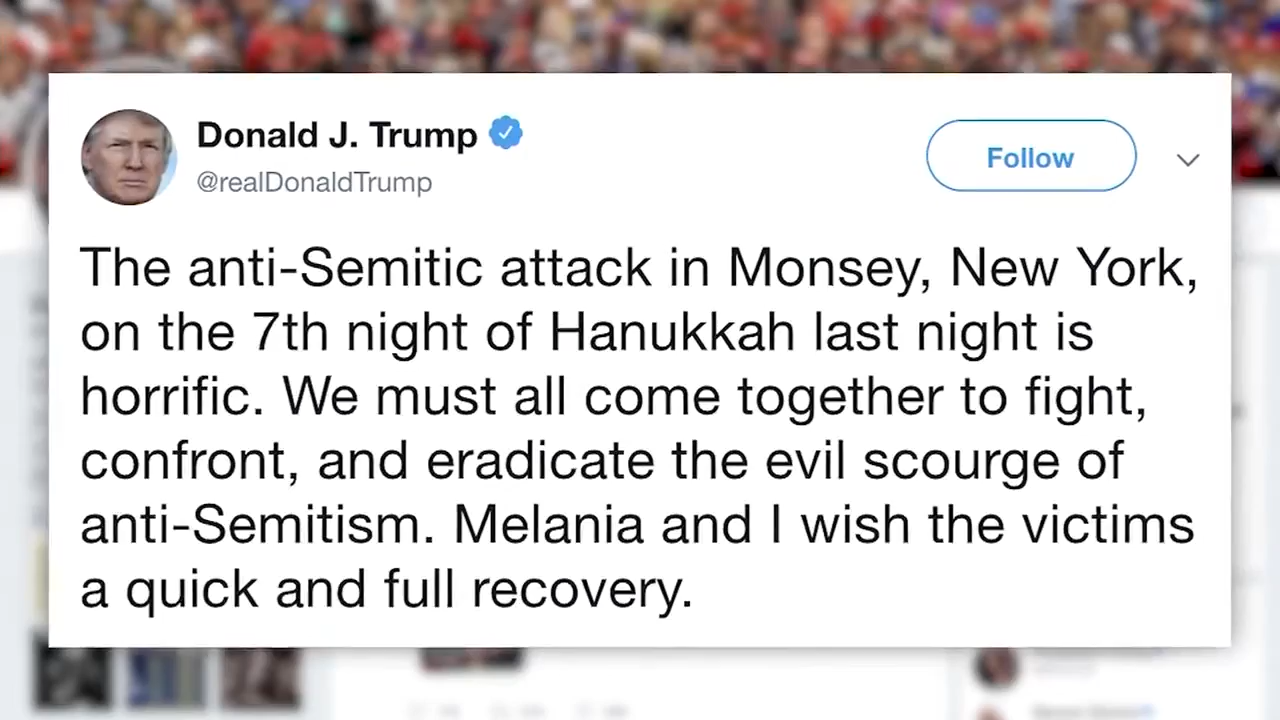 Donald J. Trump
@realDonaldTrump
Follow
The anti-Semitic attack in Monsey, New York,
on the 7th night of Hanukkah last night is
horrific. We must all come together to fight,
confront, and eradicate the evil scourge of
anti-Semitism. Melania and I wish the victims
a quick and full recovery.